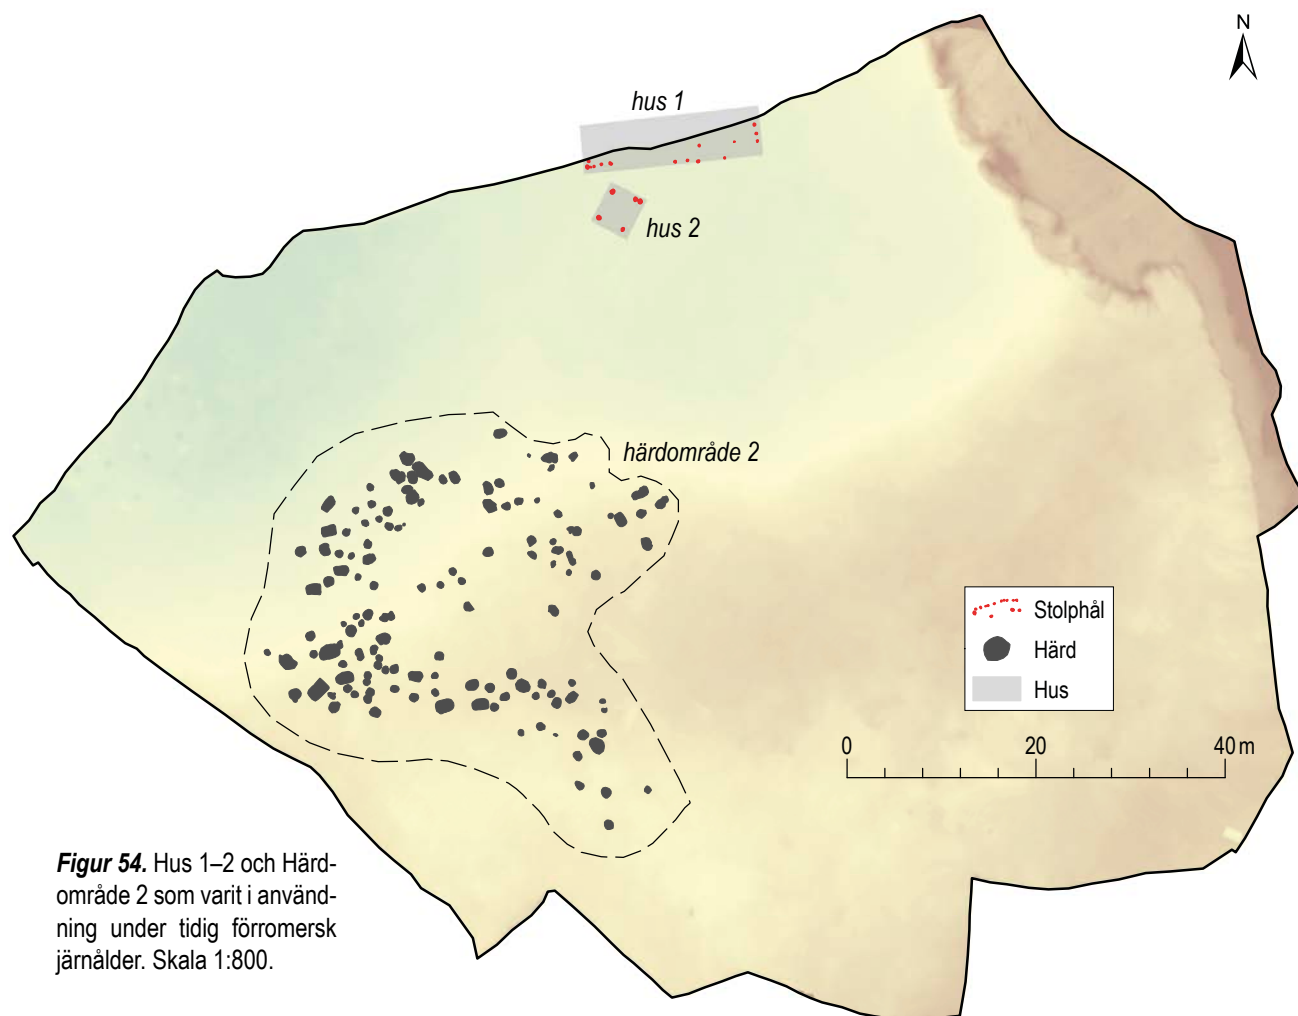 N
hus 1
hus 2
härdområde 2
Stolphål
Härd
Hus
0 20 40 m
Figur 54. Hus 1–2 och Härd-
område 2 som varit i använd-
ning under tidig förromersk
järnålder. Skala 1:800.